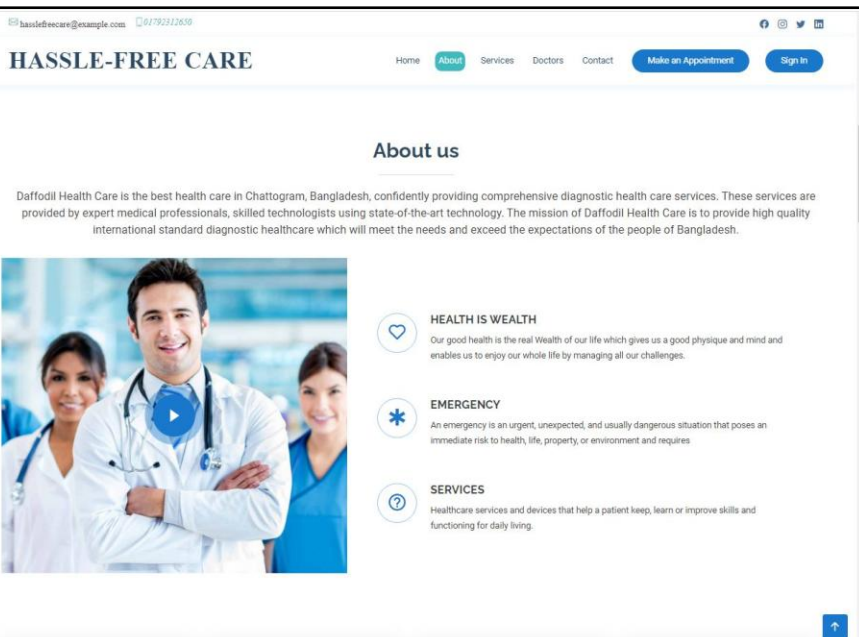 hasslefreecare@example.com 01792312650
HASSLE-FREE CARE
Home About Services Doctors Contact Make an Appointment Sign In
About us
Daffodil Health Care is the best health care in Chattogram, Bangladesh, confidently providing comprehensive diagnostic health care services. These services are
provided by expert medical professionals, skilled technologists using state-of-the-art technology. The mission of Daffodil Health Care is to provide high quality
international standard diagnostic healthcare which will meet the needs and exceed the expectations of the people of Bangladesh.
HEALTH IS WEALTH
Our good health is the real Wealth of our life which gives us a good physique and mind and
enables us to enjoy our whole life by managing all our challenges.
EMERGENCY
An emergency is an urgent, unexpected, and usually dangerous situation that poses an
immediate risk to health, life, property, or environment and requires
SERVICES
Healthcare services and devices that help a patient keep, learn or improve skills and
functioning for daily living.